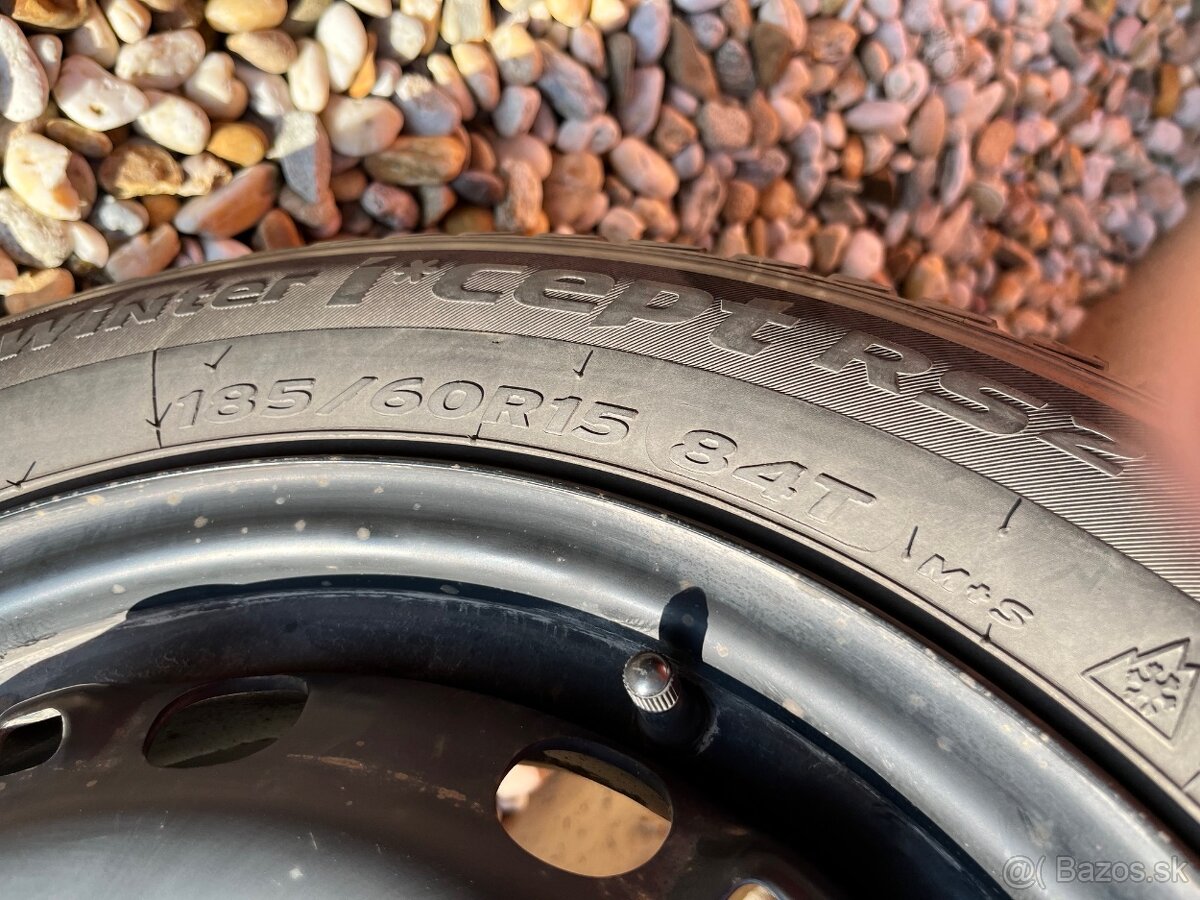 Winter i*cept RS2
185/60R15 84T M+S
@( Bazos.sk